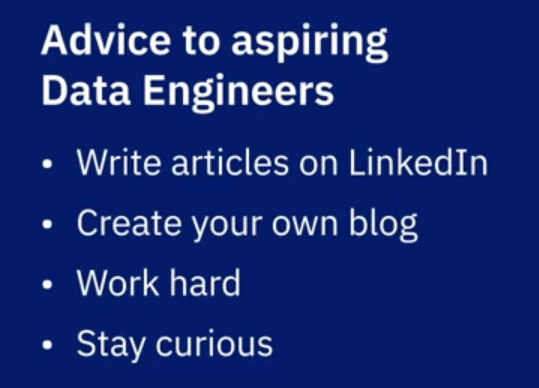 Advice to aspiring
Data Engineers
• Write articles on LinkedIn
• Create your own blog
• Work hard
• Stay curious